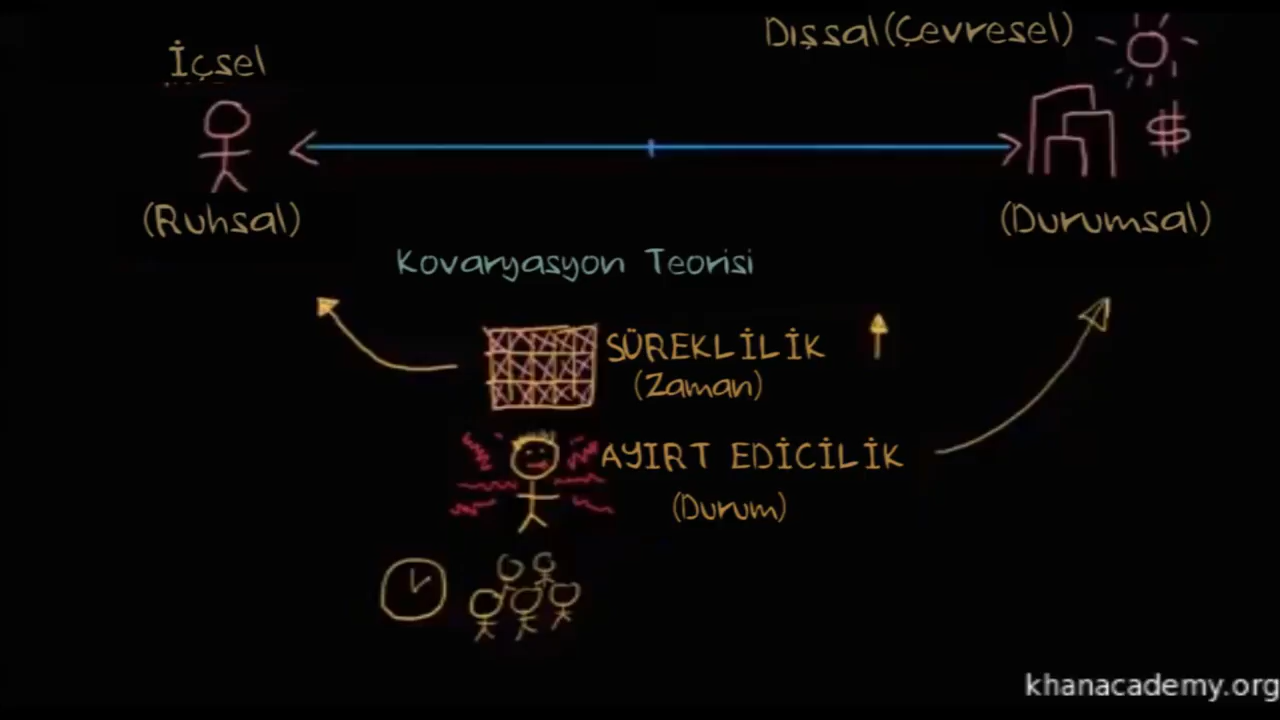 Dışsal (Çevresel)
İçsel
$
(Ruhsal)
(Durumsal)
Kovaryasyon Teorisi
SÜREKLİLİK
(Zaman)
AYIRT EDİCİLİK
(Durum)
khanacademy.org